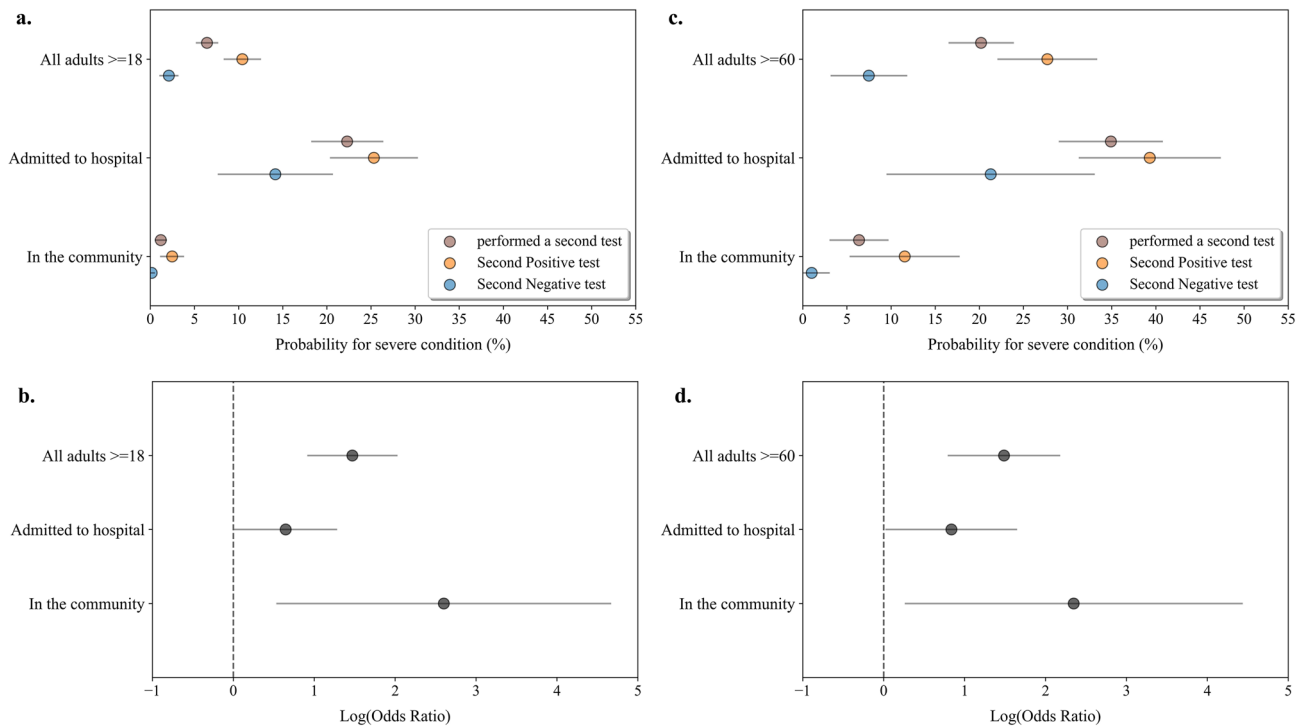 a.
All adults >=18
Admitted to hospital
In the community
performed a second test
Second Positive test
Second Negative test
0 5 10 15 20 25 30 35 40 45 50 55
Probability for severe condition (%)
c.
All adults >=60
Admitted to hospital
In the community
performed a second test
Second Positive test
Second Negative test
0 5 10 15 20 25 30 35 40 45 50 55
Probability for severe condition (%)
b.
All adults >=18
Admitted to hospital
In the community
−1 0 1 2 3 4 5
Log(Odds Ratio)
d.
All adults >=60
Admitted to hospital
In the community
−1 0 1 2 3 4 5
Log(Odds Ratio)